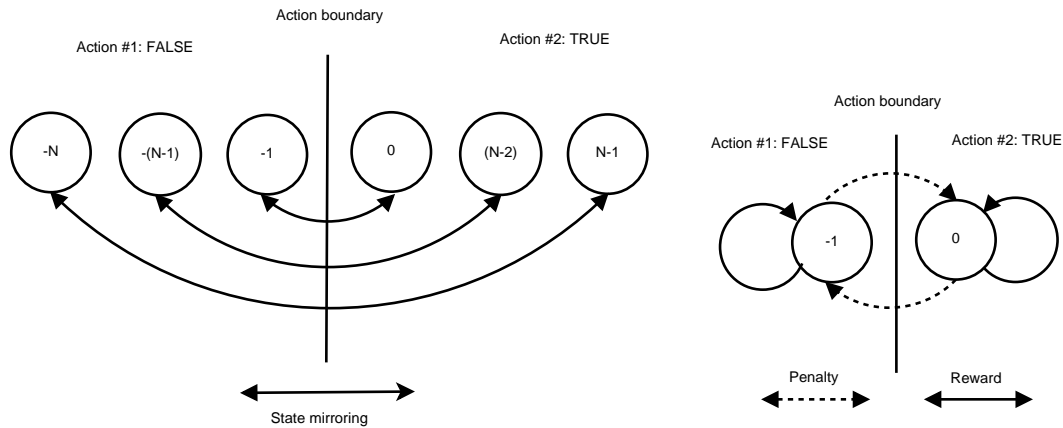 Action boundary
Action #1: FALSE
Action #2: TRUE
-N
-(N-1)
-1
0
(N-2)
N-1
State mirroring
Action boundary
Action #1: FALSE
Action #2: TRUE
-1
0
Penalty
Reward